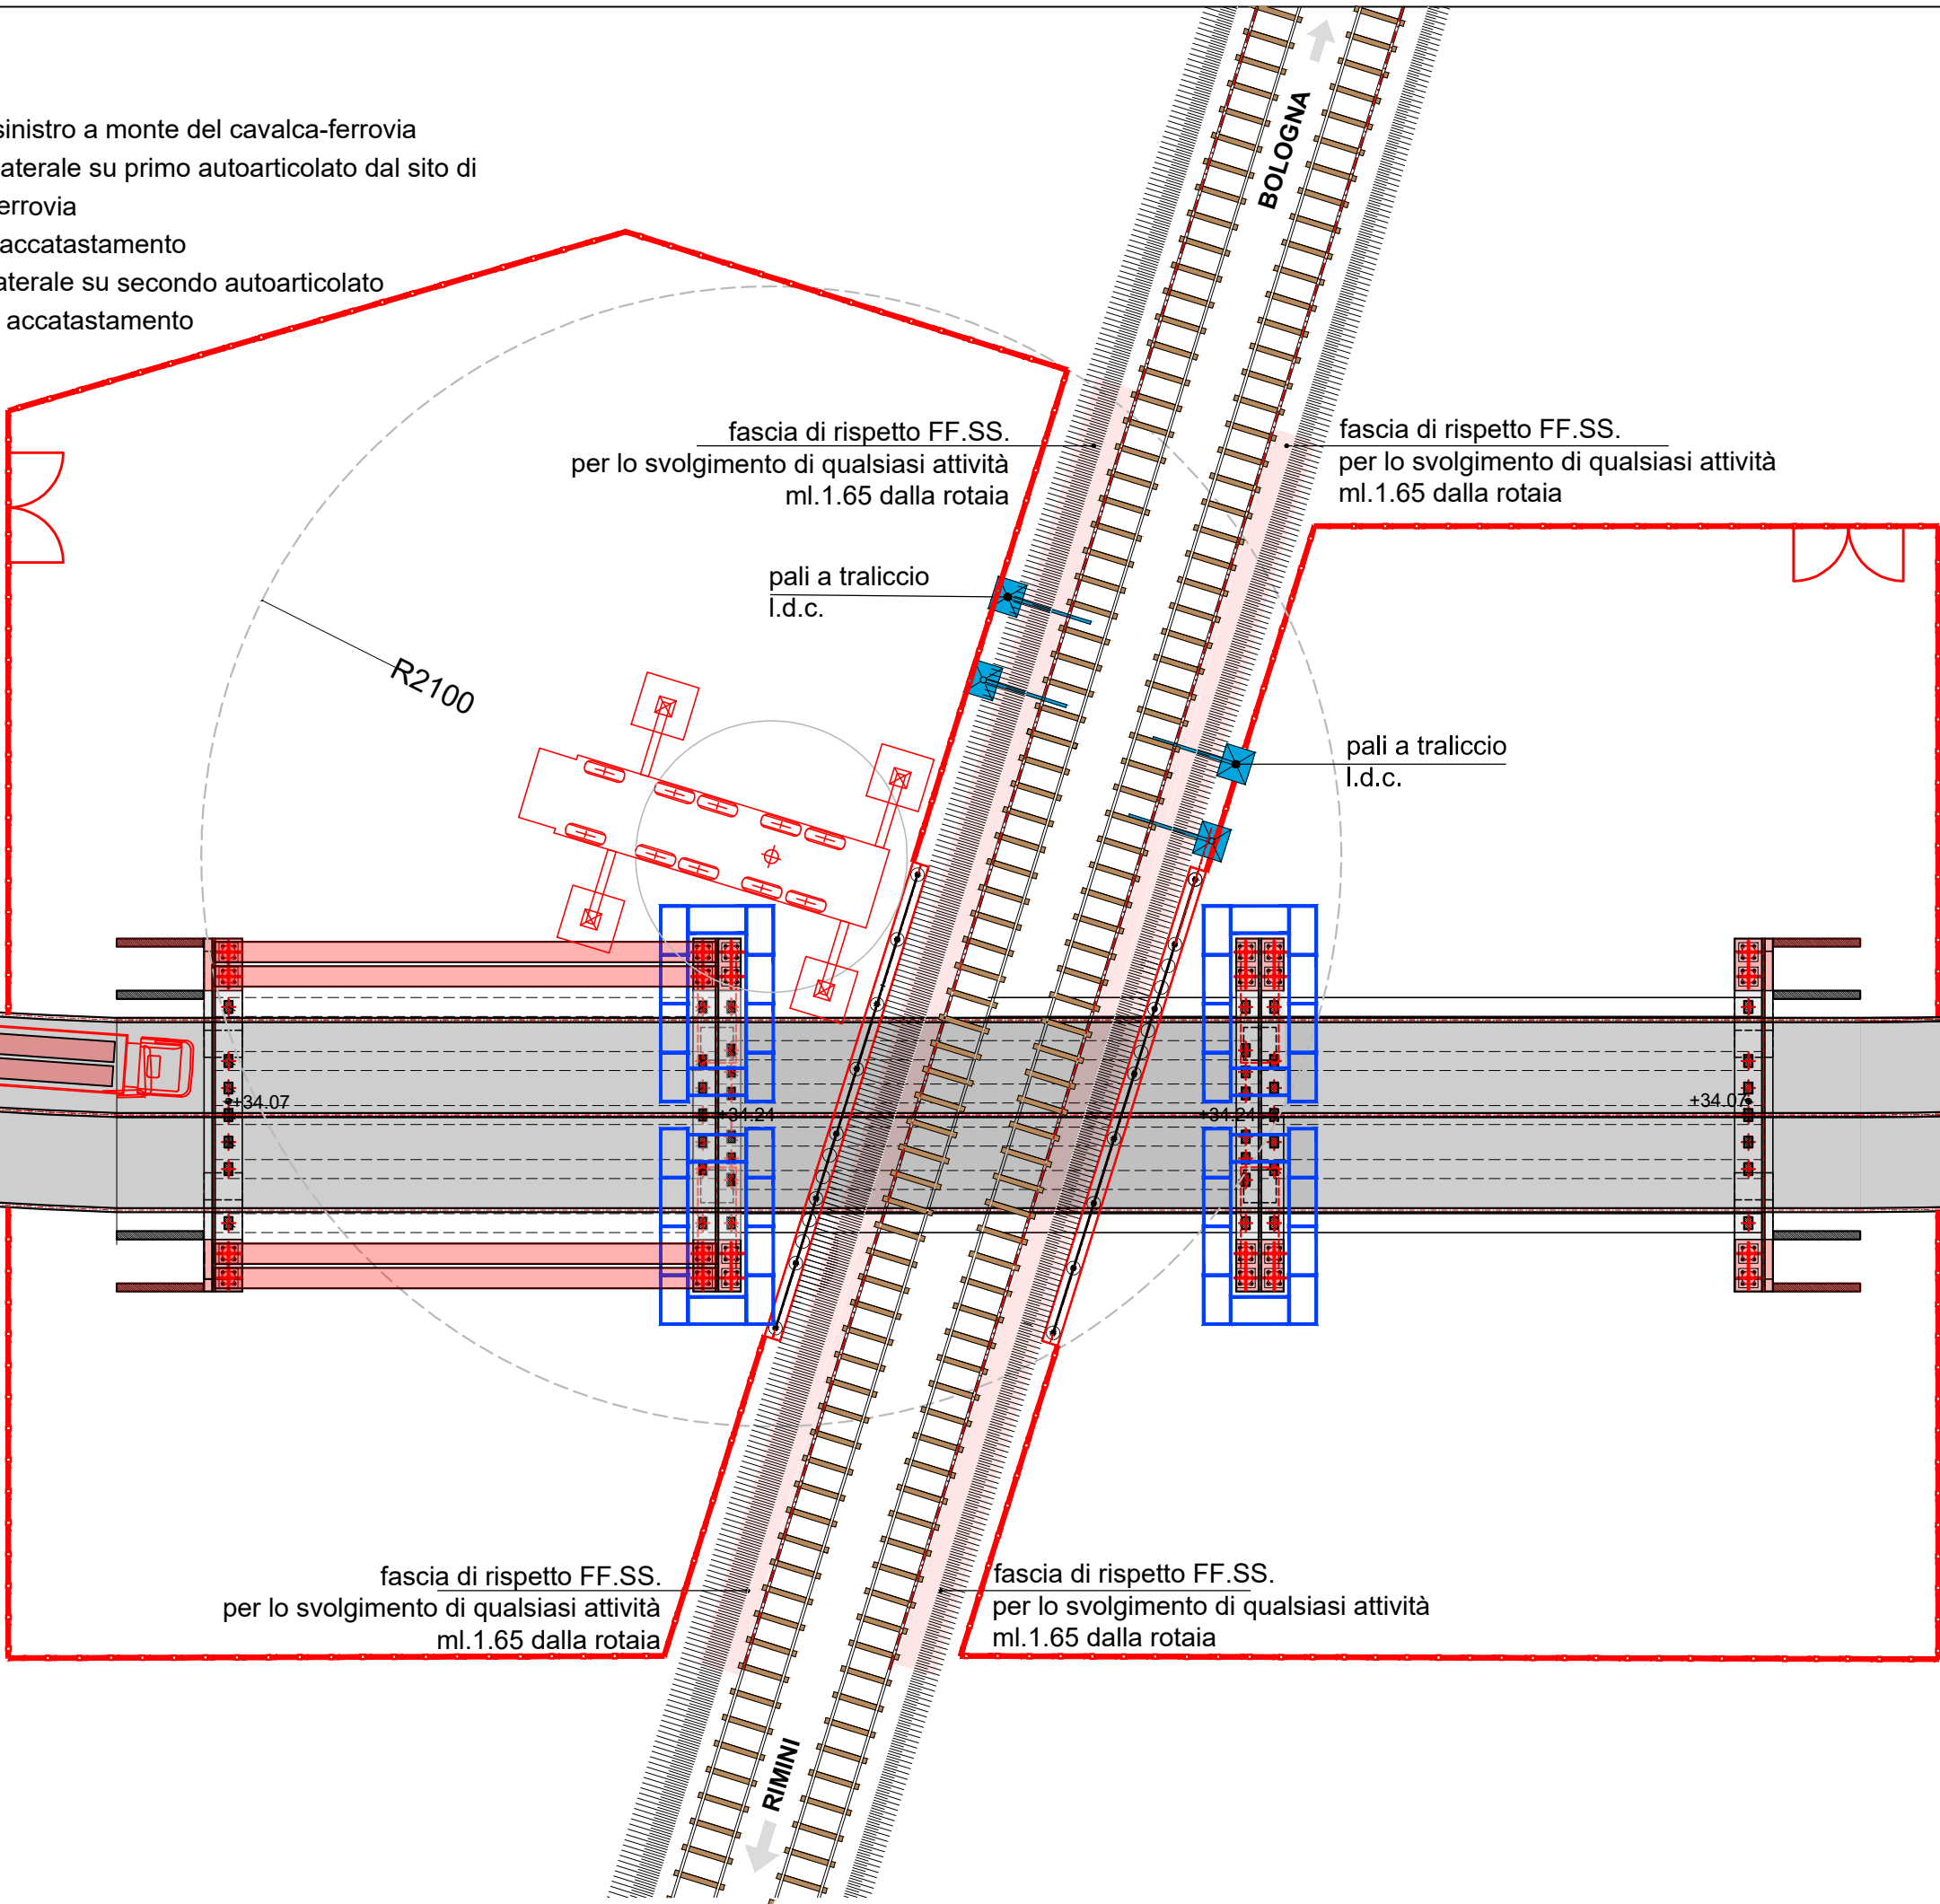 sinistro a monte del cavalca-ferrovia
aterale su primo autoarticolato dal sito di
errovia
accatastamento
aterale su secondo autoarticolato
accatastamento
BOLOGNA
fascia di rispetto FF.SS.
per lo svolgimento di qualsiasi attività
ml.1.65 dalla rotaia
fascia di rispetto FF.SS.
per lo svolgimento di qualsiasi attività
ml.1.65 dalla rotaia
pali a traliccio
l.d.c.
R2100
pali a traliccio
l.d.c.
+34.07
+34.24
+34.24
+34.07
fascia di rispetto FF.SS.
per lo svolgimento di qualsiasi attività
ml.1.65 dalla rotaia
fascia di rispetto FF.SS.
per lo svolgimento di qualsiasi attività
ml.1.65 dalla rotaia
RIMINI